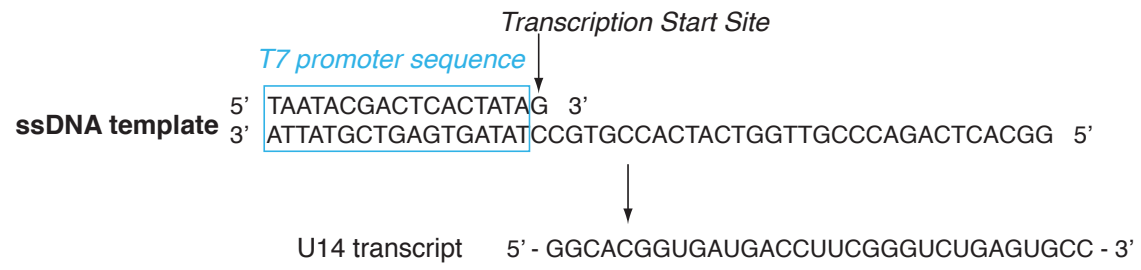 Transcription Start Site
T7 promoter sequence
5’ TAATACGACTCACTATAG 3’
ssDNA template
3’ ATTATGCTGAGTGATATCCGTGCCACTACTGGTTGCCCAGACTCACGG 5’
U14 transcript 5’ - GGCACGGUGAUGACCUUCGGGUCUGAGUGCC - 3’